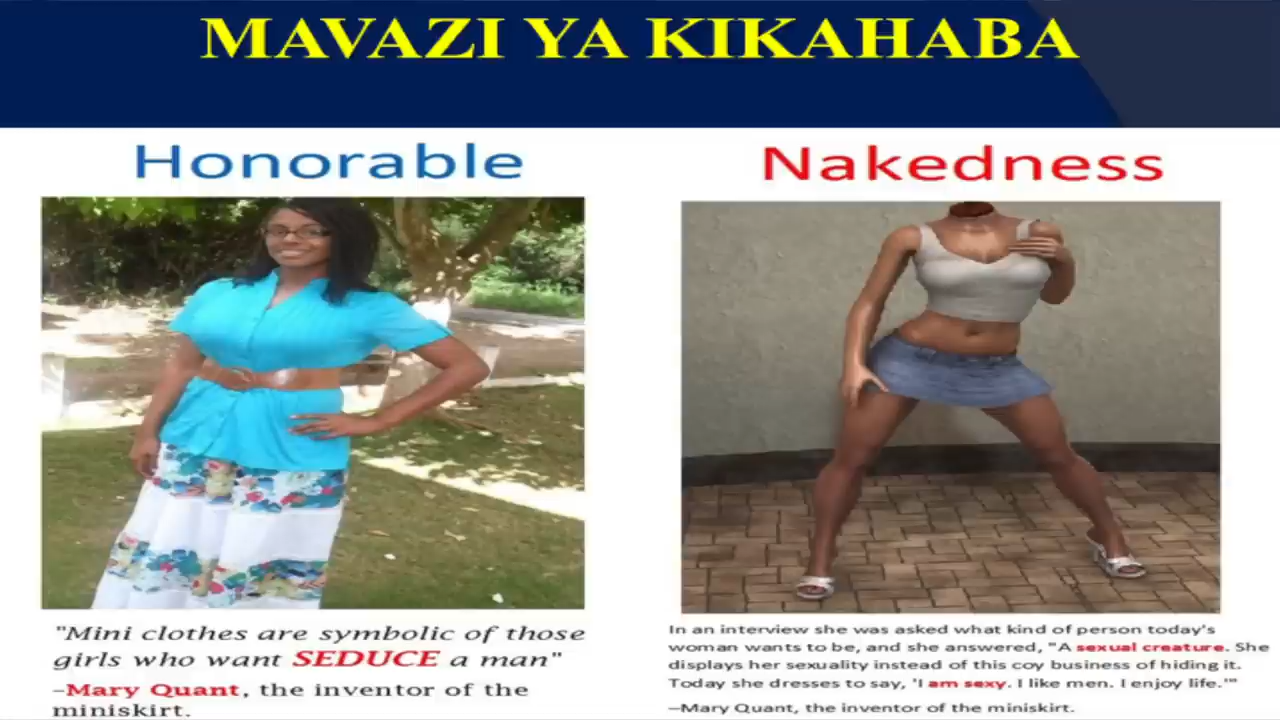 MAVAZI YA KIKAHABA
Honorable
Nakedness
"Mini clothes are symbolic of those
girls who want SEDUCE a man"
–Mary Quant, the inventor of the
miniskirt.
In an interview she was asked what kind of person today's
woman wants to be, and she answered, "A sexual creature. She
displays her sexuality instead of this coy business of hiding it.
Today she dresses to say, 'I am sexy. I like men. I enjoy life.'"
–Mary Quant, the inventor of the miniskirt.